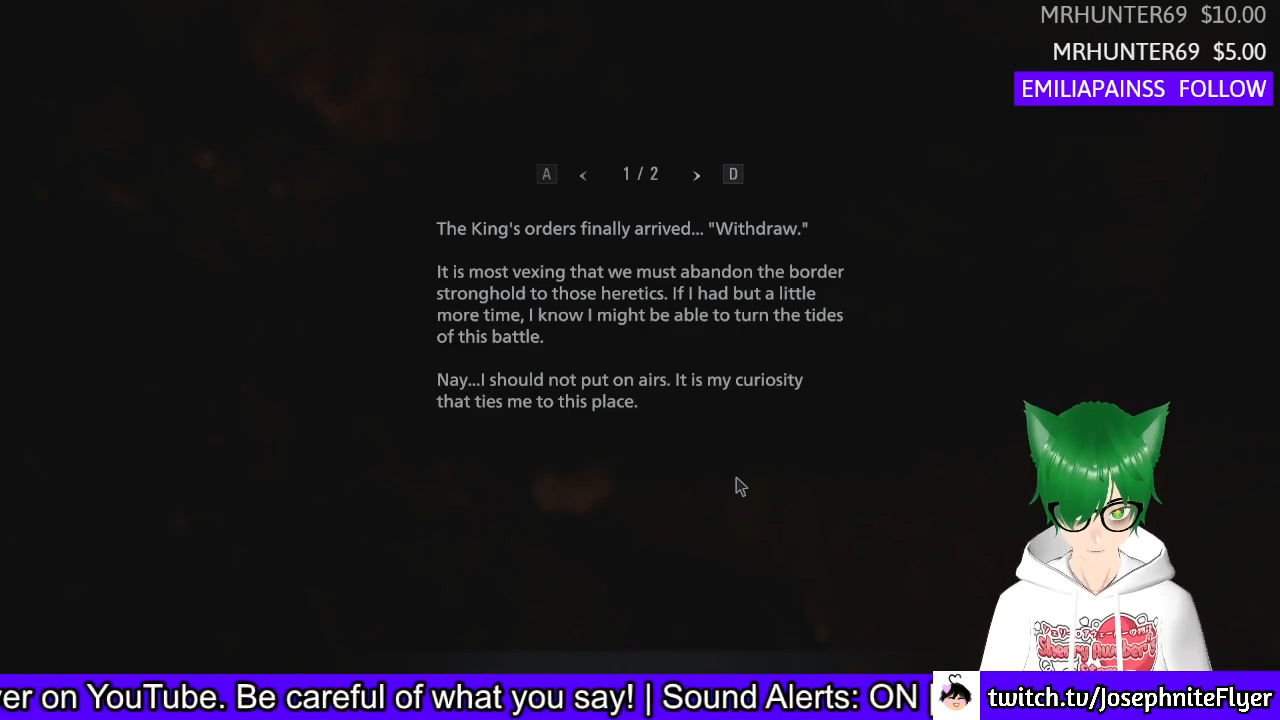 MRHUNTER69 $10.00
MRHUNTER69 $5.00
EMILIAPAINSS FOLLOW
A < 1 / 2 > D
The King's orders finally arrived... "Withdraw."
It is most vexing that we must abandon the border
stronghold to those heretics. If I had but a little
more time, I know I might be able to turn the tides
of this battle.
Nay...I should not put on airs. It is my curiosity
that ties me to this place.
yer on YouTube. Be careful of what you say! | Sound Alerts: ON |
twitch.tv/JosephniteFlyer